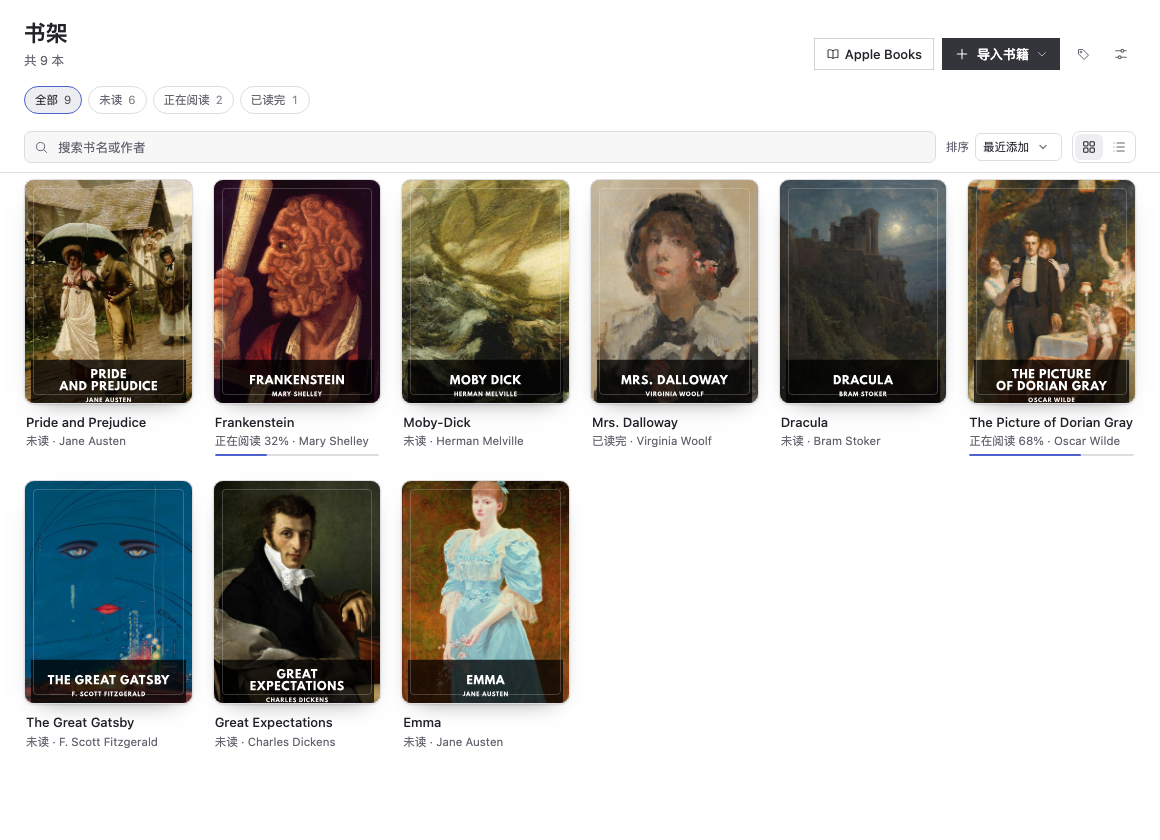 书架
共 9 本
Apple Books
导入书籍
全部 9
未读 6
正在阅读 2
已读完 1
搜索书名或作者
排序
最近添加
PRIDE
AND PREJUDICE
JANE AUSTEN
FRANKENSTEIN
MARY SHELLEY
MOBY DICK
HERMAN MELVILLE
MRS. DALLOWAY
VIRGINIA WOOLF
DRACULA
BRAM STOKER
THE PICTURE
OF DORIAN GRAY
OSCAR WILDE
Pride and Prejudice
未读 · Jane Austen
Frankenstein
正在阅读 32% · Mary Shelley
Moby-Dick
未读 · Herman Melville
Mrs. Dalloway
已读完 · Virginia Woolf
Dracula
未读 · Bram Stoker
The Picture of Dorian Gray
正在阅读 68% · Oscar Wilde
THE GREAT GATSBY
F. SCOTT FITZGERALD
GREAT
EXPECTATIONS
CHARLES DICKENS
EMMA
JANE AUSTEN
The Great Gatsby
未读 · F. Scott Fitzgerald
Great Expectations
未读 · Charles Dickens
Emma
未读 · Jane Austen